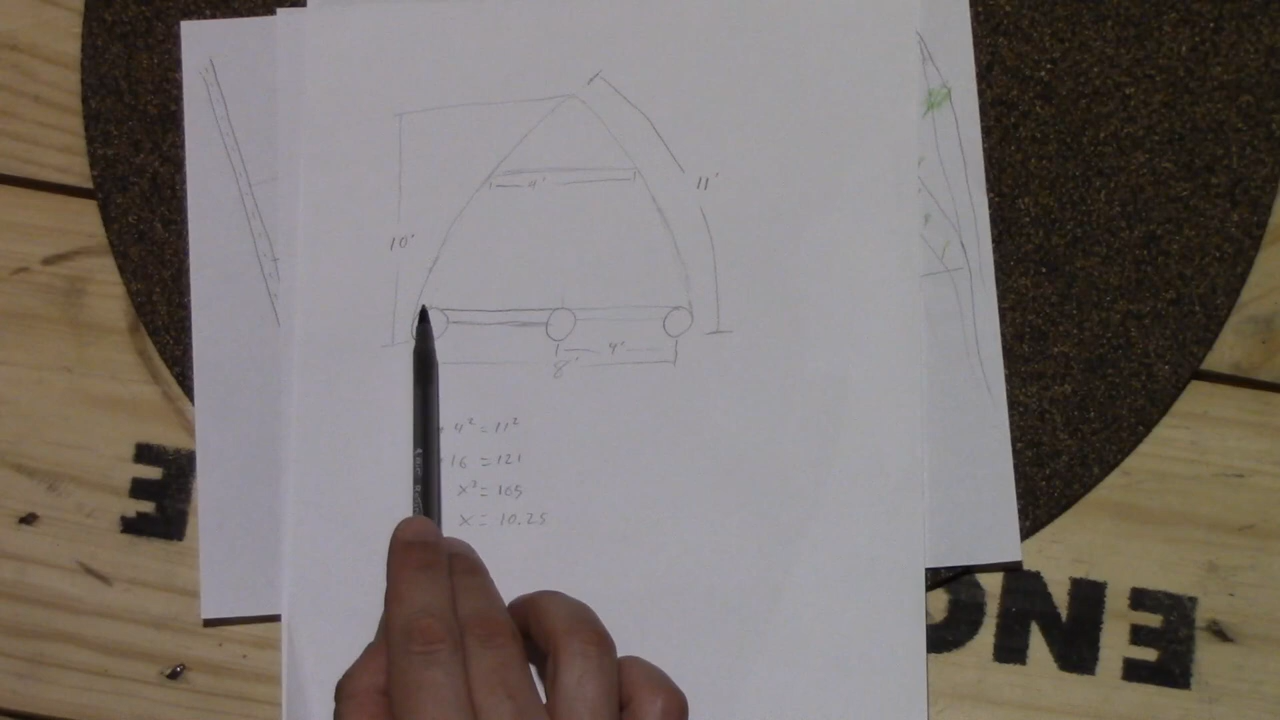 11'
4'
10'
4'
8'
4² = 11²
+16 = 121
x² = 105
x = 10.25